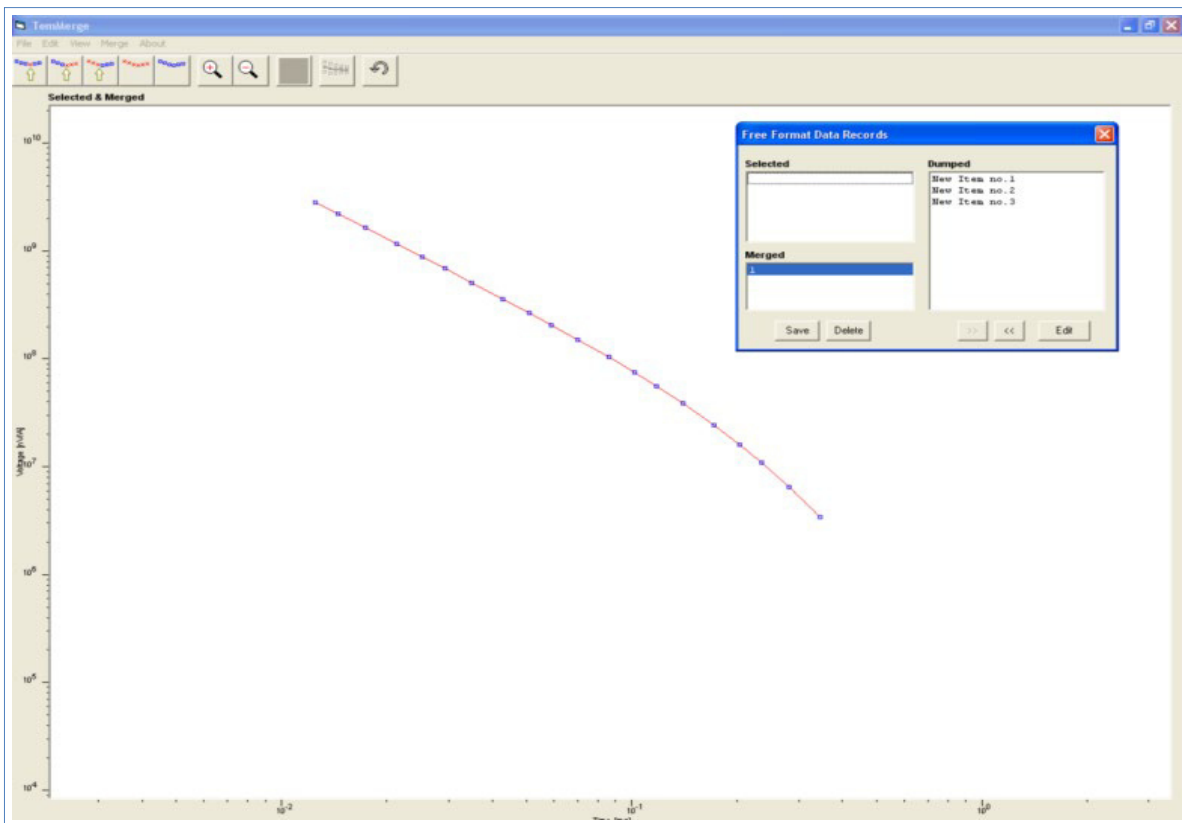 TemMerge
File Edit View Merge About
Selected & Merged
Free Format Data Records
Selected
Dumped
New Item no.1
New Item no.2
New Item no.3
Merged
1
Save Delete >> << Edit
10^10
10^9
10^8
10^7
10^6
10^5
10^4
10^-2 10^-1 10^0